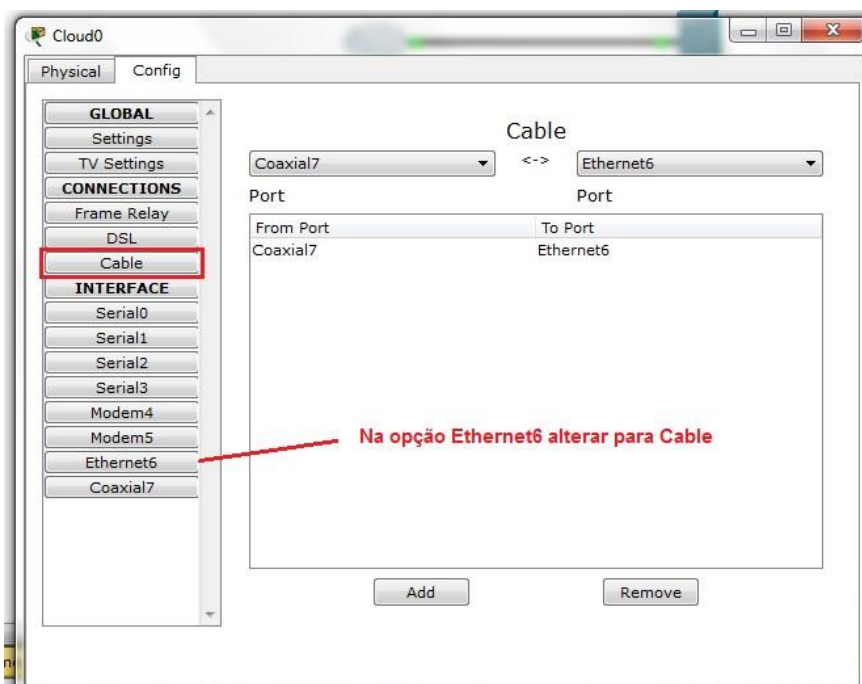 Cloud0
Physical Config
GLOBAL
Settings
TV Settings
CONNECTIONS
Frame Relay
DSL
Cable
INTERFACE
Serial0
Serial1
Serial2
Serial3
Modem4
Modem5
Ethernet6
Coaxial7
Cable
Coaxial7 <-> Ethernet6
Port Port
From Port To Port
Coaxial7 Ethernet6
Na opção Ethernet6 alterar para Cable
Add Remove